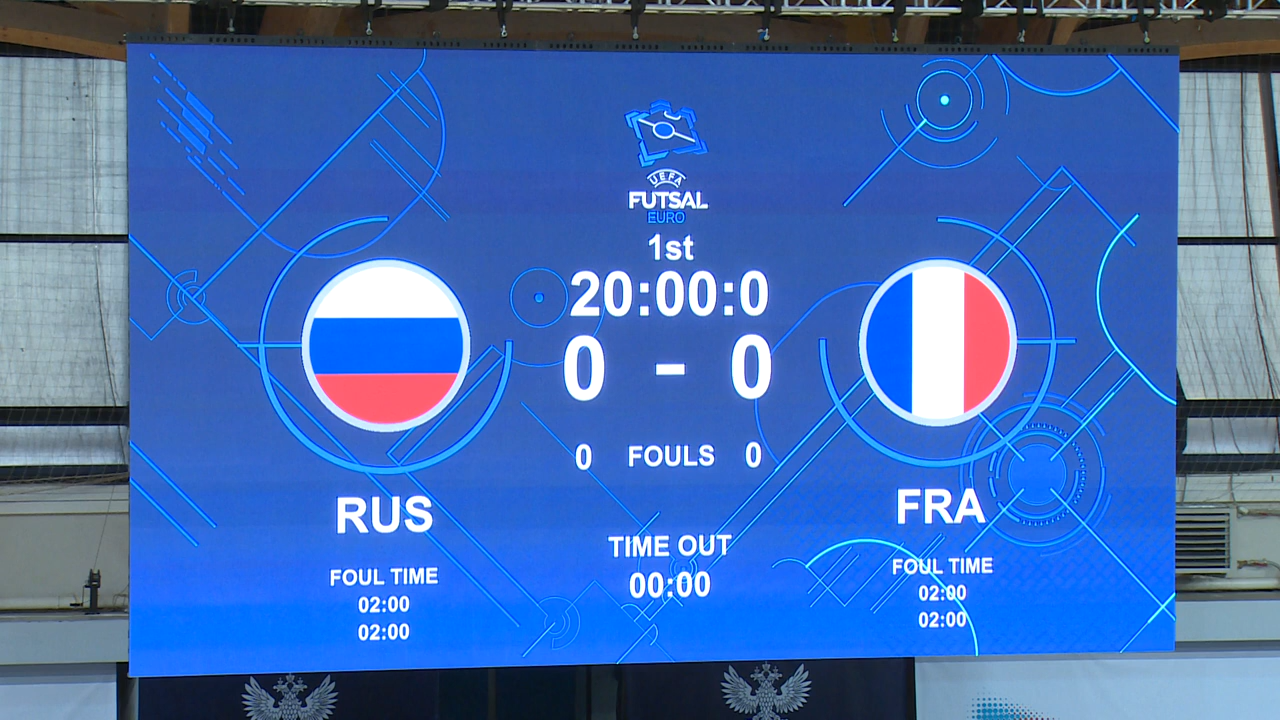 UEFA
FUTSAL
EURO
1st
20:00:0
0 - 0
0 FOULS 0
RUS
FRA
TIME OUT
00:00
FOUL TIME
02:00
02:00
FOUL TIME
02:00
02:00